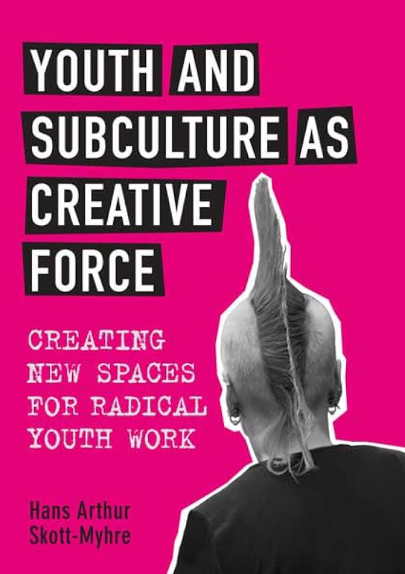 YOUTH AND
SUBCULTURE AS
CREATIVE
FORCE
CREATING
NEW SPACES
FOR RADICAL
YOUTH WORK
Hans Arthur
Skott-Myhre